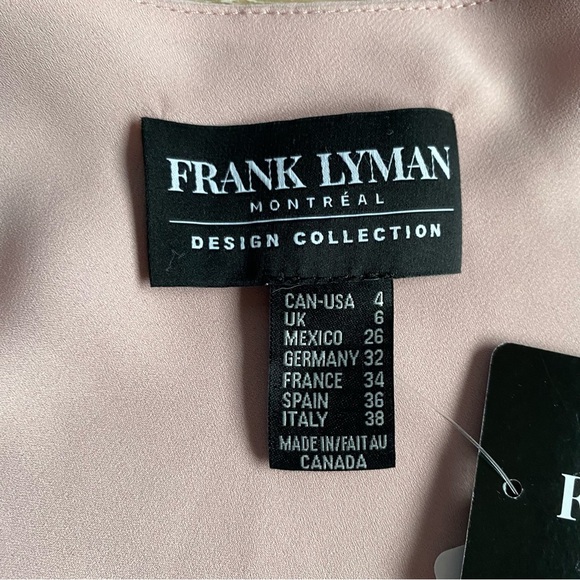 FRANK LYMAN
MONTRÉAL
DESIGN COLLECTION
CAN-USA 4
UK 6
MEXICO 26
GERMANY 32
FRANCE 34
SPAIN 36
ITALY 38
MADE IN/FAIT AU
CANADA